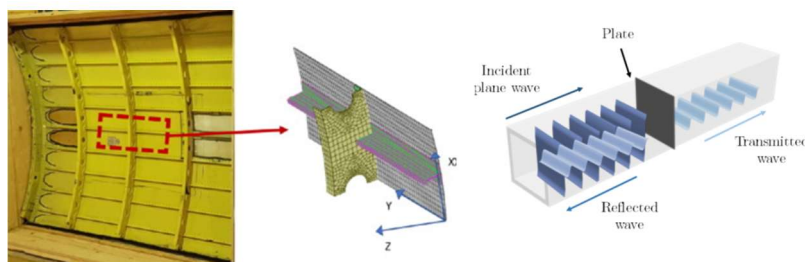 X
Y
Z
Plate
Incident
plane wave
Transmitted
wave
Reflected
wave